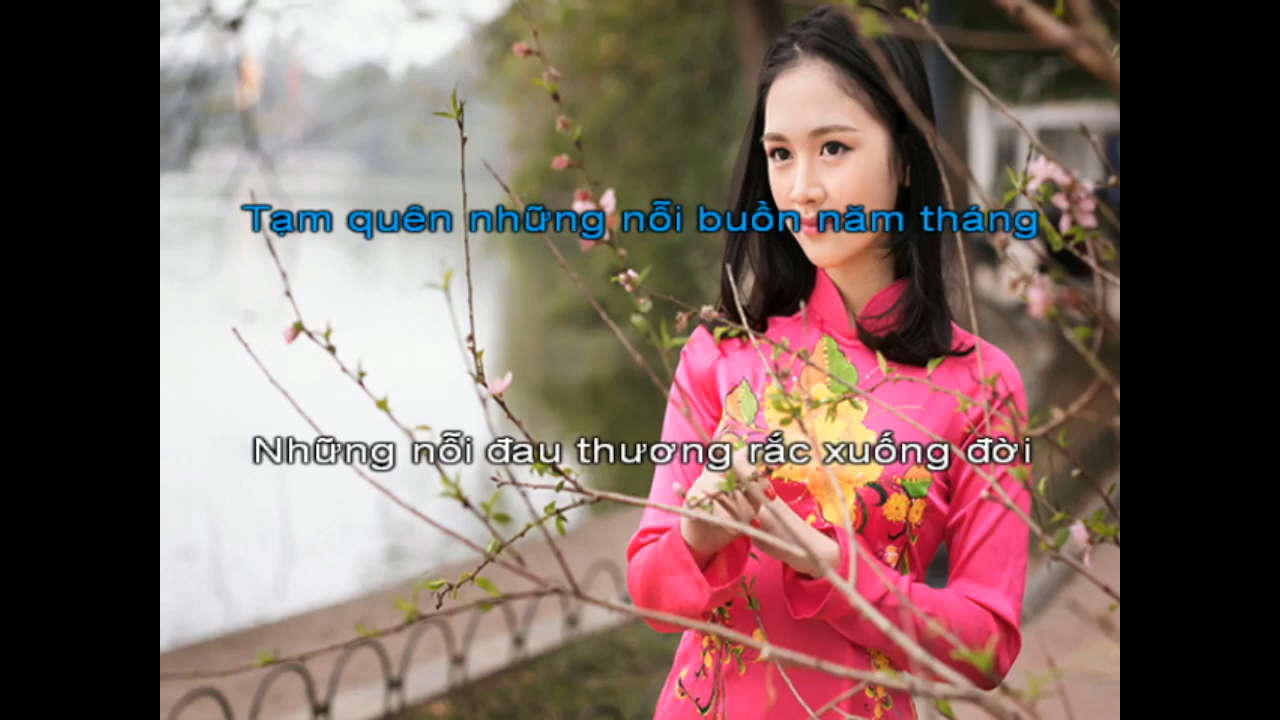 Tạm quên những nỗi buồn năm tháng
Những nỗi đau thương rắc xuống đời